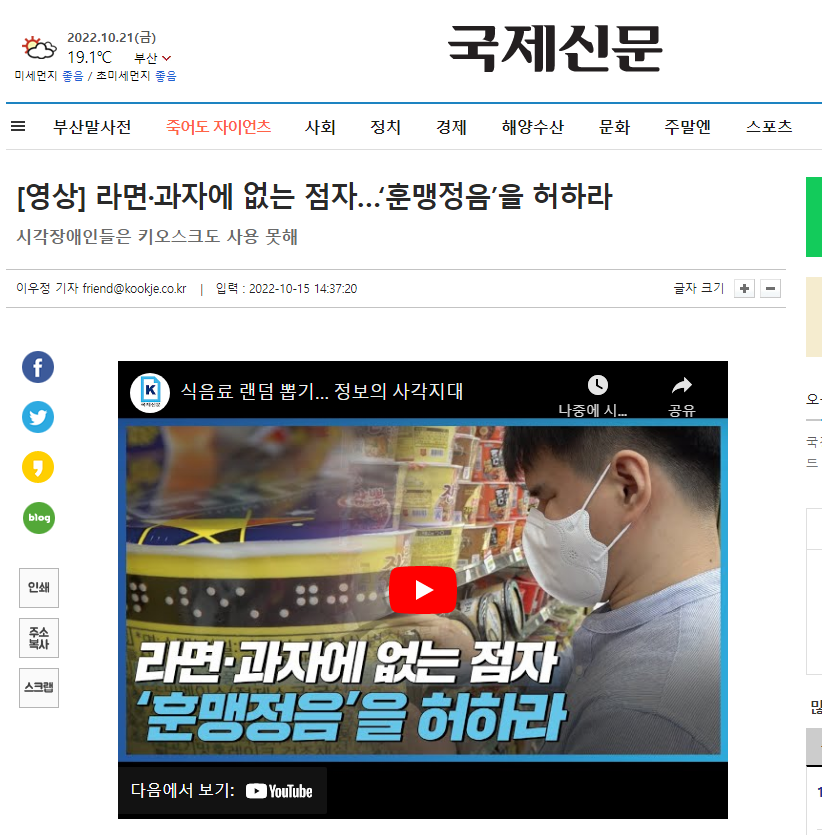 2022.10.21(금)
19.1℃ 부산
미세먼지 좋음 / 초미세먼지 좋음
국제신문
부산말사전 죽어도 자이언츠 사회 정치 경제 해양수산 문화 주말엔 스포츠
[영상] 라면·과자에 없는 점자…‘훈맹정음’을 허하라
시각장애인들은 키오스크도 사용 못해
이우정 기자 friend@kookje.co.kr | 입력 : 2022-10-15 14:37:20
글자 크기 + -
f
blog
인쇄
주소
복사
스크랩
K
국제신문
식음료 랜덤 뽑기... 정보의 사각지대
나중에 시...
공유
라면·과자에 없는 점자
‘훈맹정음’을 허하라
다음에서 보기: YouTube
국
드
1